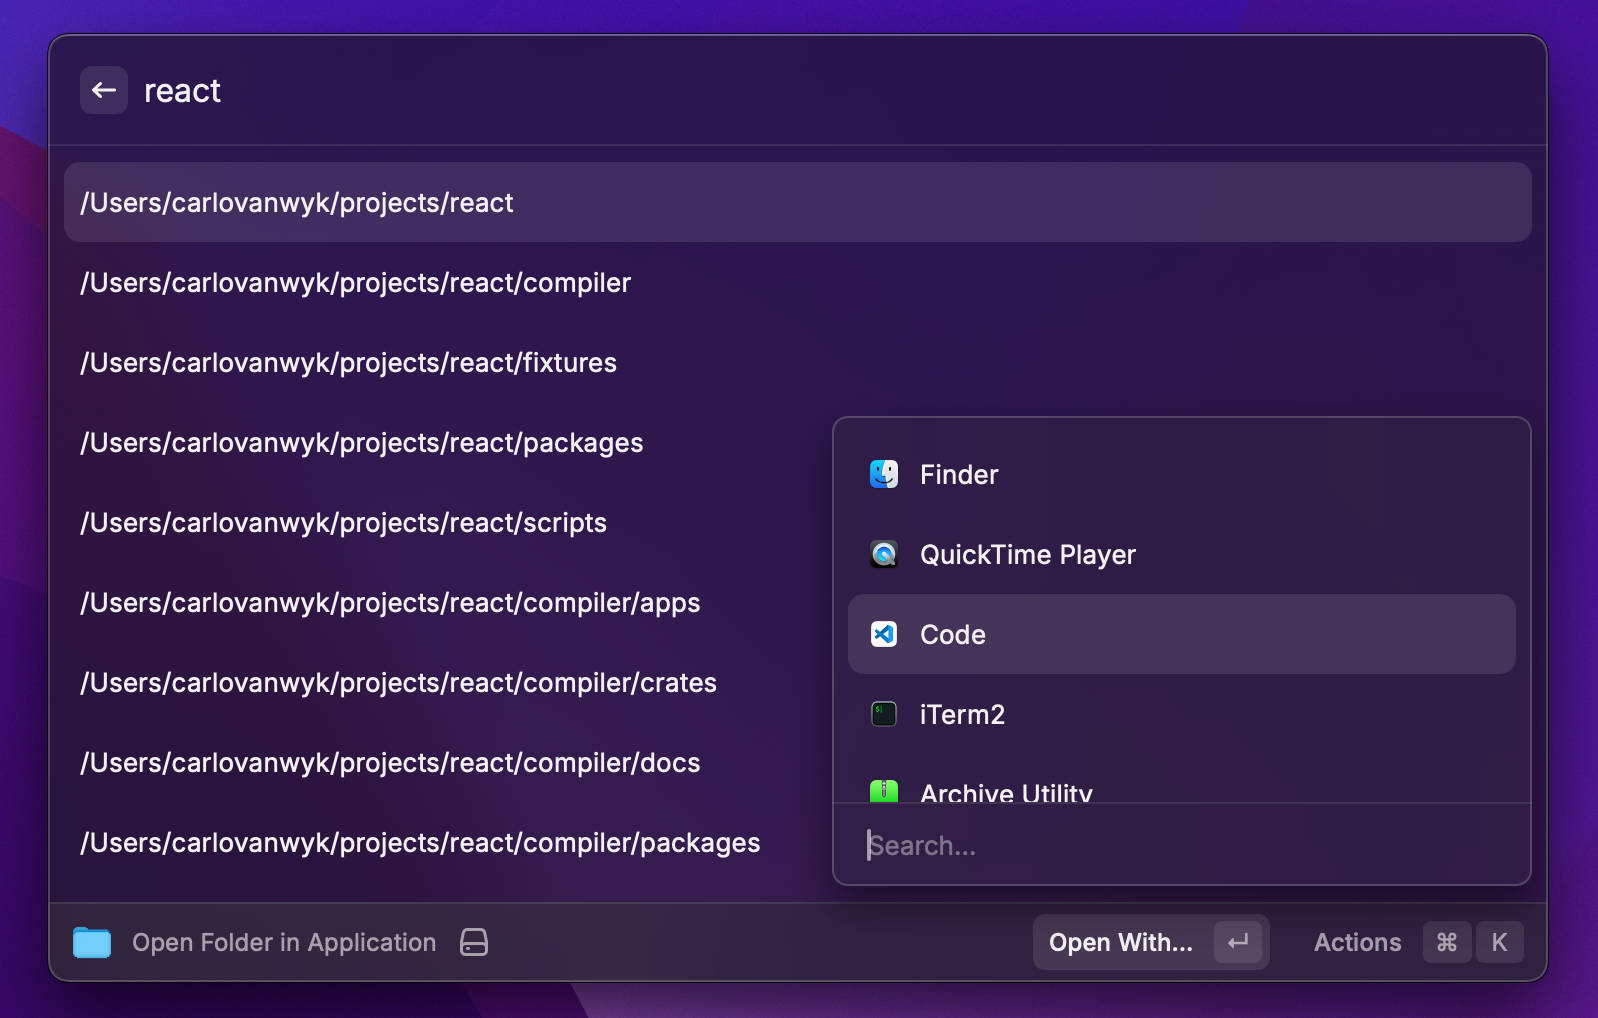 react
/Users/carlovanwyk/projects/react
/Users/carlovanwyk/projects/react/compiler
/Users/carlovanwyk/projects/react/fixtures
/Users/carlovanwyk/projects/react/packages
/Users/carlovanwyk/projects/react/scripts
/Users/carlovanwyk/projects/react/compiler/apps
/Users/carlovanwyk/projects/react/compiler/crates
/Users/carlovanwyk/projects/react/compiler/docs
/Users/carlovanwyk/projects/react/compiler/packages
Finder
QuickTime Player
Code
iTerm2
Archive Utility
Search...
Open Folder in Application
Open With...
Actions ⌘ K